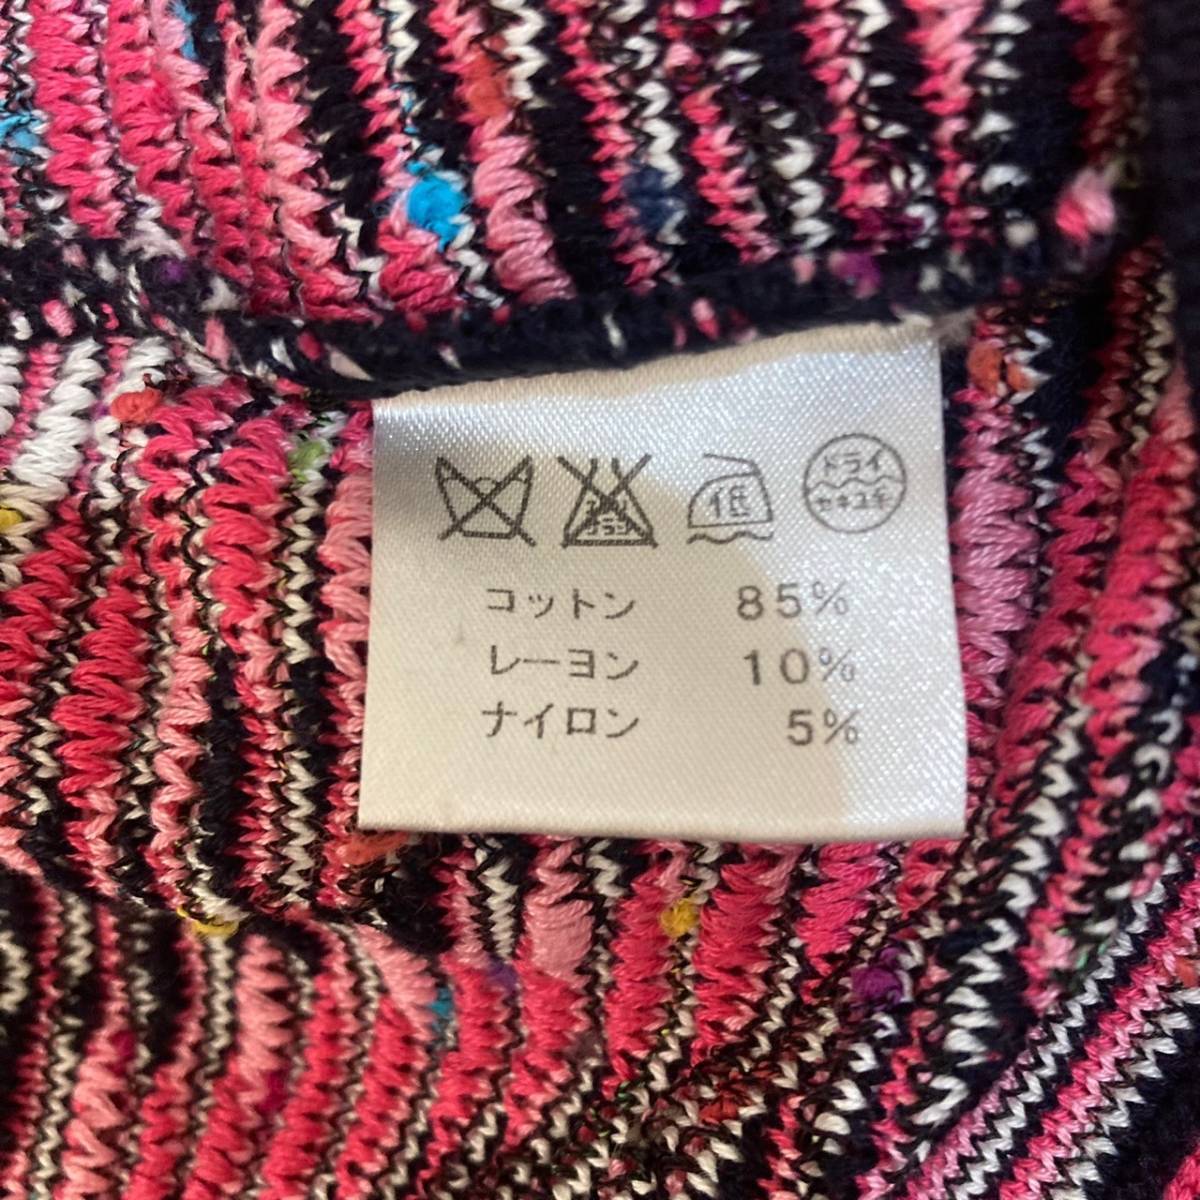 低 ドライ
セキユ系
コットン 85%
レーヨン 10%
ナイロン 5%